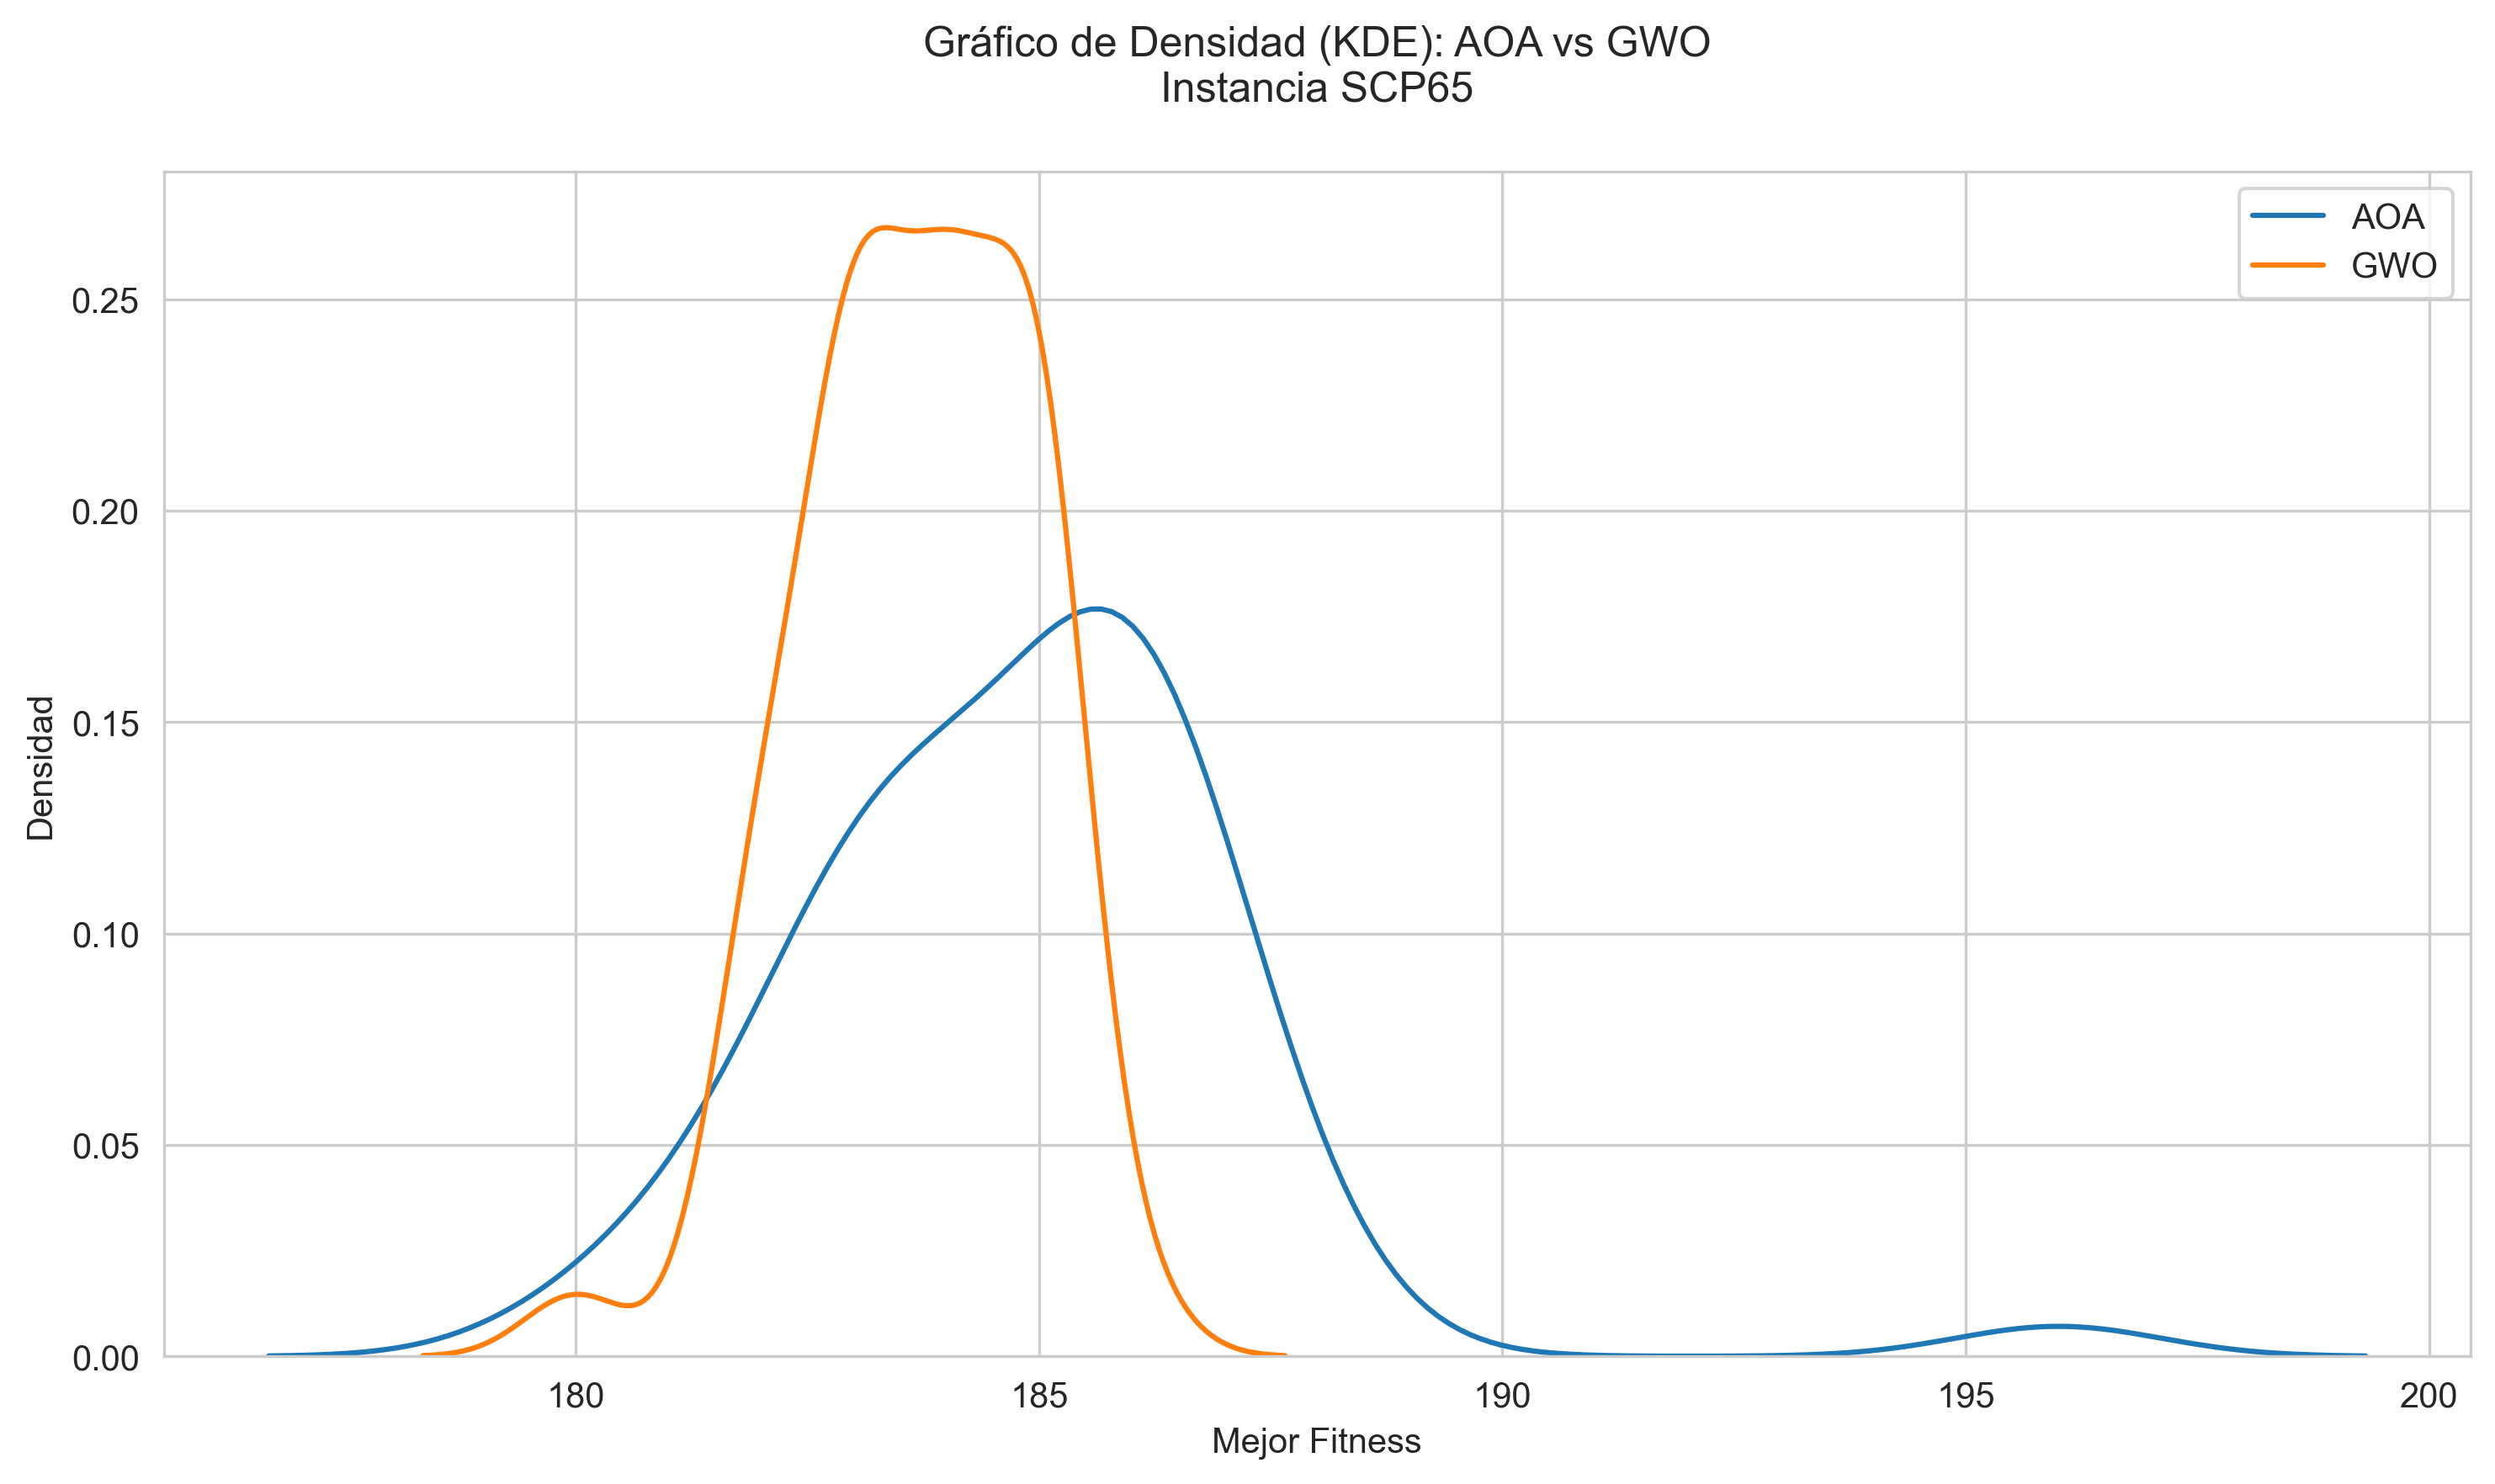 Gráfico de Densidad (KDE): AOA vs GWO
Instancia SCP65
AOA
GWO
0.25
0.20
0.15
0.10
0.05
0.00
Densidad
180
185
190
195
200
Mejor Fitness